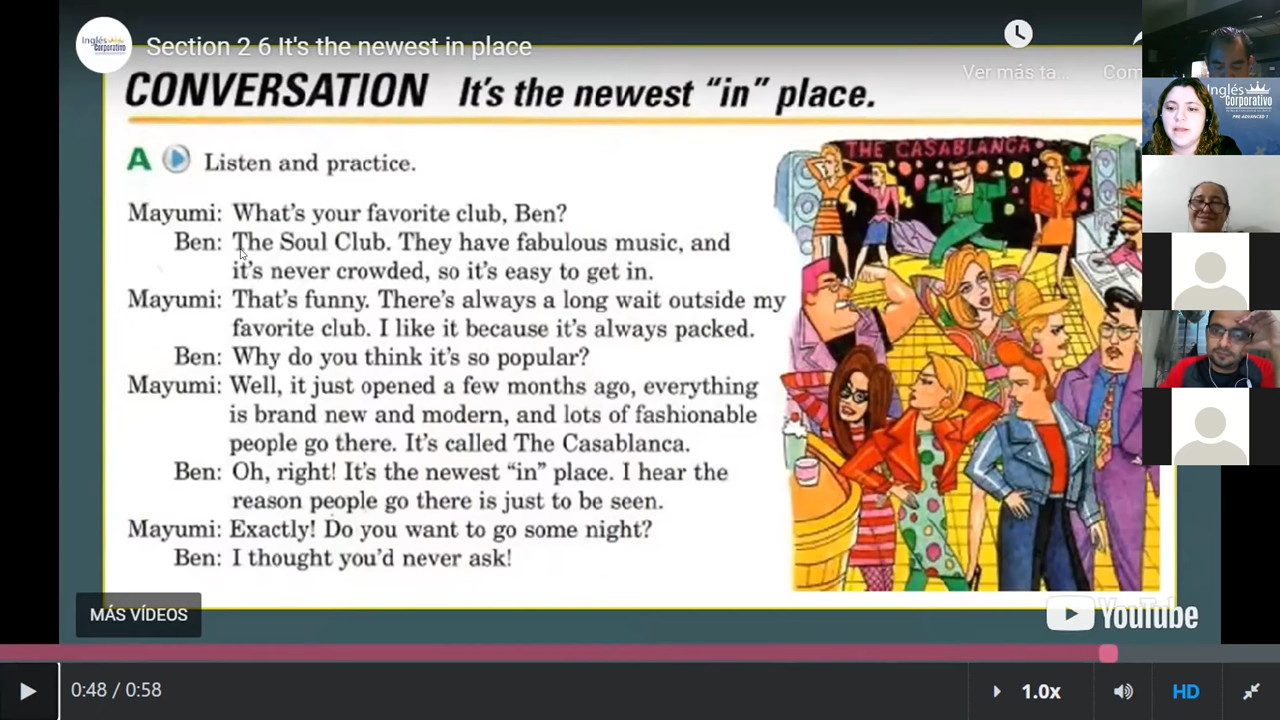 Inglés
Corporativo
Section 2 6 It's the newest in place
Ver más ta...
Com
CONVERSATION It's the newest "in" place.
A Listen and practice.
Mayumi: What's your favorite club, Ben?
Ben: The Soul Club. They have fabulous music, and
it's never crowded, so it's easy to get in.
Mayumi: That's funny. There's always a long wait outside my
favorite club. I like it because it's always packed.
Ben: Why do you think it's so popular?
Mayumi: Well, it just opened a few months ago, everything
is brand new and modern, and lots of fashionable
people go there. It's called The Casablanca.
Ben: Oh, right! It's the newest "in" place. I hear the
reason people go there is just to be seen.
Mayumi: Exactly! Do you want to go some night?
Ben: I thought you'd never ask!
THE CASABLANCA
Inglés
Corporativo
PRE-ADVANCED 1
MÁS VÍDEOS
YouTube
0:48 / 0:58
1.0x
HD